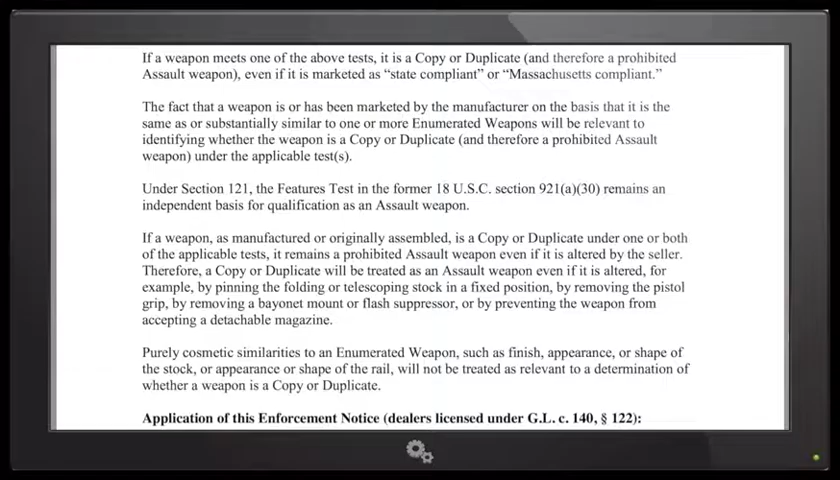 If a weapon meets one of the above tests, it is a Copy or Duplicate (and therefore a prohibited
Assault weapon), even if it is marketed as “state compliant” or “Massachusetts compliant.”
The fact that a weapon is or has been marketed by the manufacturer on the basis that it is the
same as or substantially similar to one or more Enumerated Weapons will be relevant to
identifying whether the weapon is a Copy or Duplicate (and therefore a prohibited Assault
weapon) under the applicable test(s).
Under Section 121, the Features Test in the former 18 U.S.C. section 921(a)(30) remains an
independent basis for qualification as an Assault weapon.
If a weapon, as manufactured or originally assembled, is a Copy or Duplicate under one or both
of the applicable tests, it remains a prohibited Assault weapon even if it is altered by the seller.
Therefore, a Copy or Duplicate will be treated as an Assault weapon even if it is altered, for
example, by pinning the folding or telescoping stock in a fixed position, by removing the pistol
grip, by removing a bayonet mount or flash suppressor, or by preventing the weapon from
accepting a detachable magazine.
Purely cosmetic similarities to an Enumerated Weapon, such as finish, appearance, or shape of
the stock, or appearance or shape of the rail, will not be treated as relevant to a determination of
whether a weapon is a Copy or Duplicate.
Application of this Enforcement Notice (dealers licensed under G.L. c. 140, § 122):